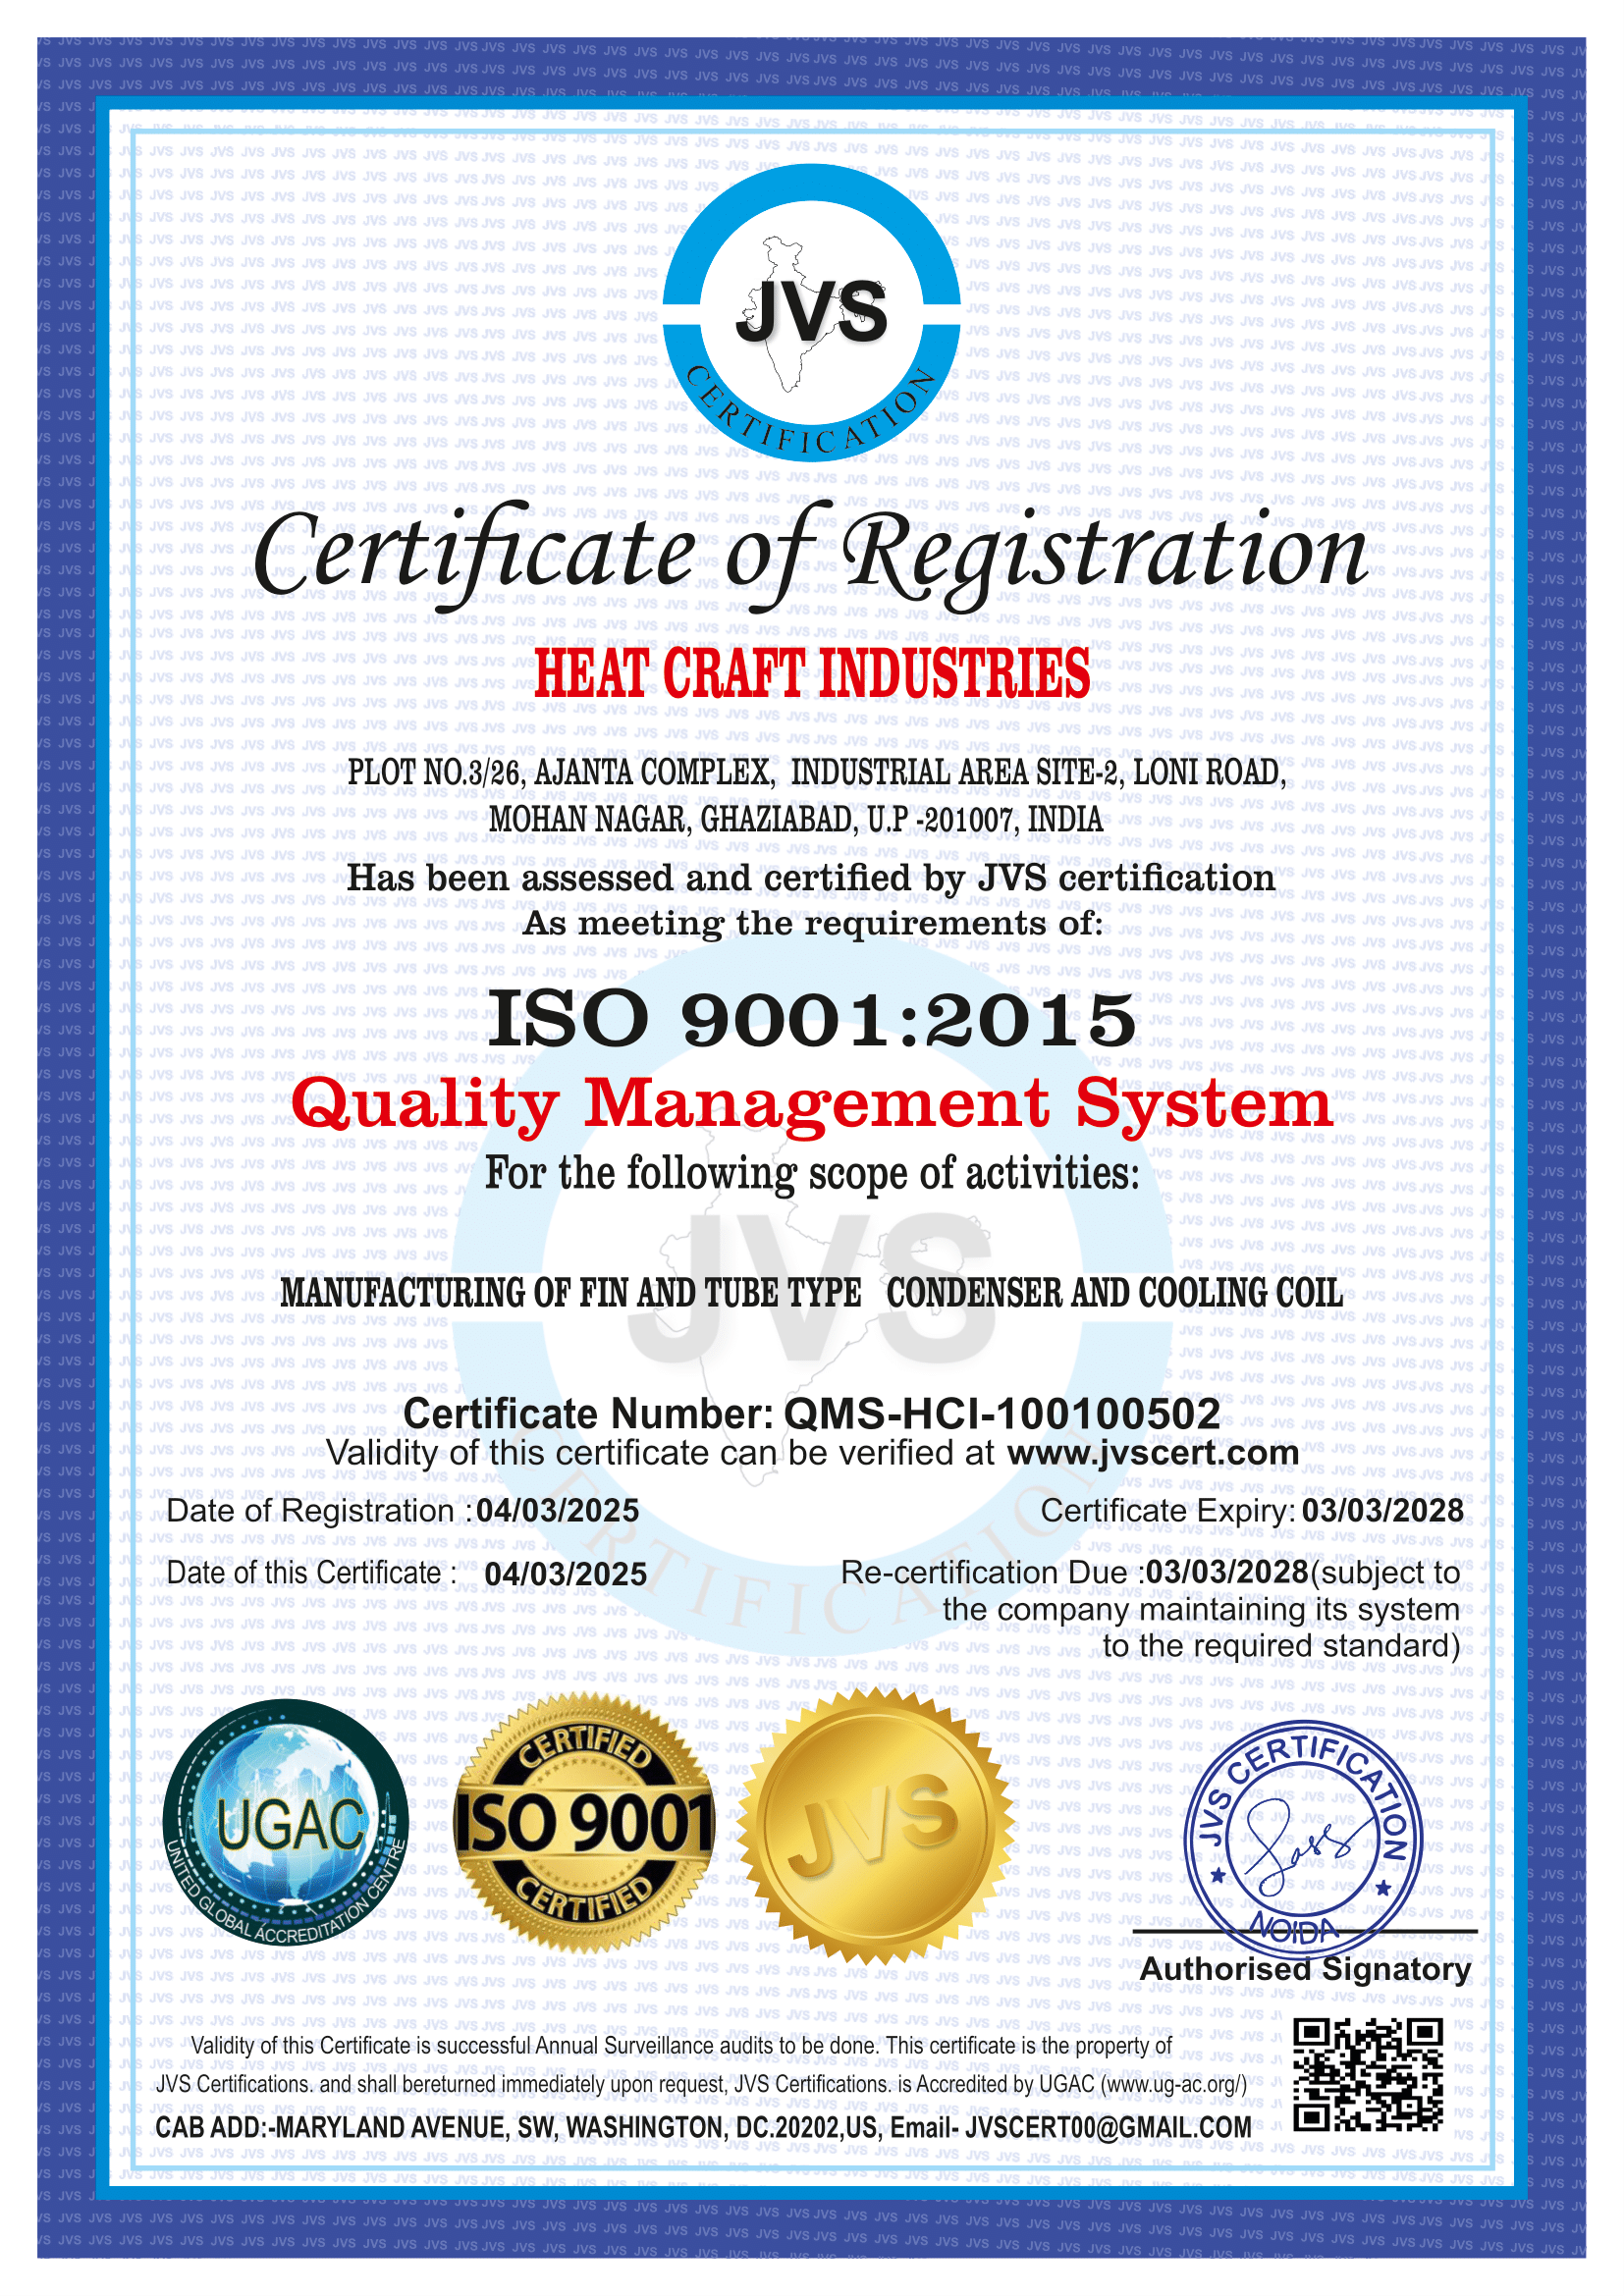 JVS
CERTIFICATION
Certificate of Registration
HEAT CRAFT INDUSTRIES
PLOT NO.3/26, AJANTA COMPLEX, INDUSTRIAL AREA SITE-2, LONI ROAD,
MOHAN NAGAR, GHAZIABAD, U.P -201007, INDIA
Has been assessed and certified by JVS certification
As meeting the requirements of:
ISO 9001:2015
Quality Management System
For the following scope of activities:
MANUFACTURING OF FIN AND TUBE TYPE CONDENSER AND COOLING COIL
Certificate Number: QMS-HCI-100100502
Validity of this certificate can be verified at www.jvscert.com
Date of Registration : 04/03/2025
Certificate Expiry: 03/03/2028
Date of this Certificate : 04/03/2025
Re-certification Due :03/03/2028(subject to
the company maintaining its system
to the required standard)
UGAC
UNITED GLOBAL ACCREDITATION CENTRE
CERTIFIED
ISO 9001
CERTIFIED
JVS
JVS CERTIFICATION
NOIDA
Authorised Signatory
Validity of this Certificate is successful Annual Surveillance audits to be done. This certificate is the property of
JVS Certifications. and shall bereturned immediately upon request, JVS Certifications. is Accredited by UGAC (www.ug-ac.org/)
CAB ADD:-MARYLAND AVENUE, SW, WASHINGTON, DC.20202,US, Email- JVSCERT00@GMAIL.COM